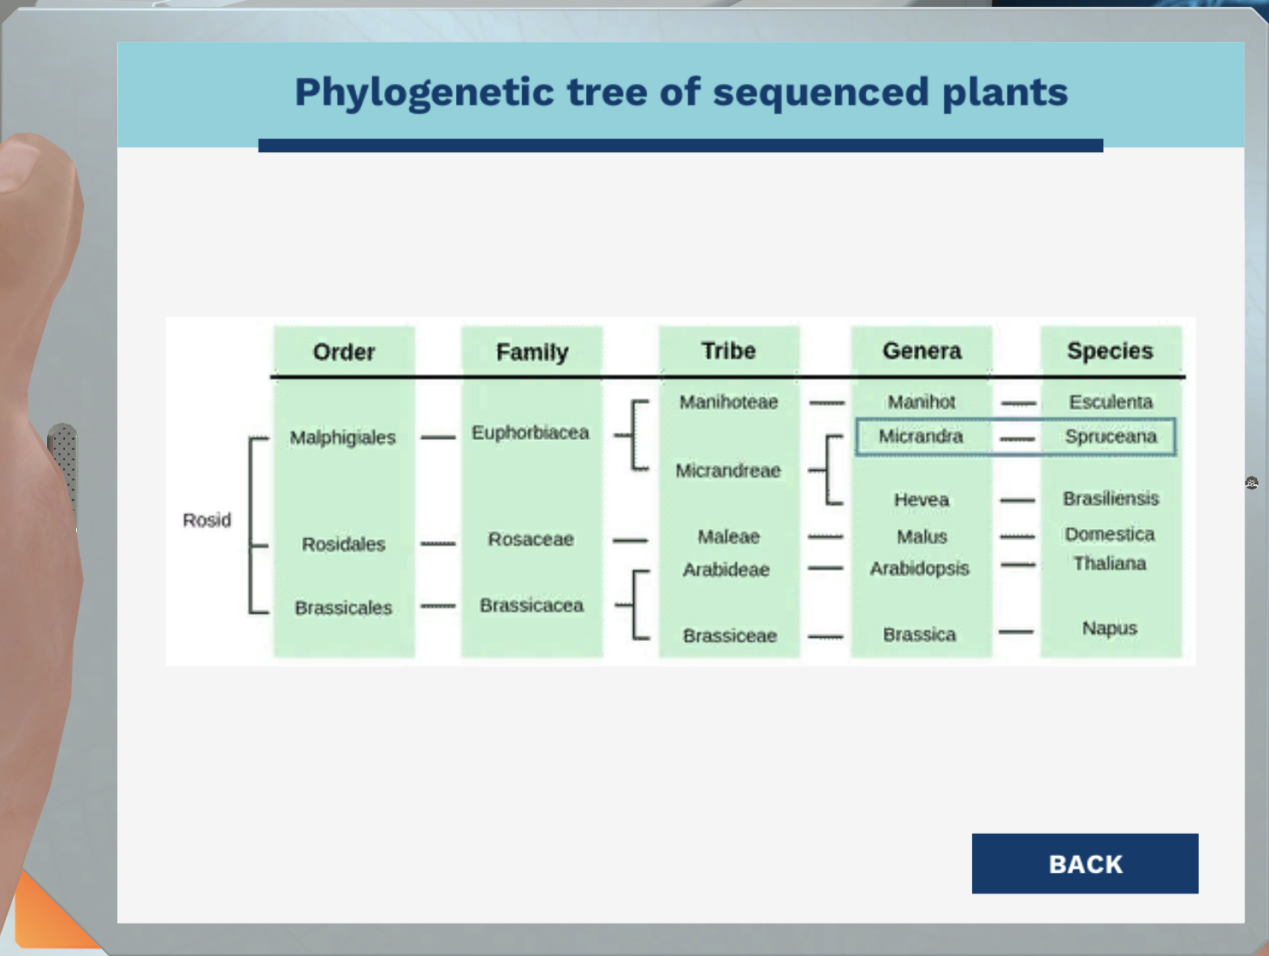 Phylogenetic tree of sequenced plants
Order Family Tribe Genera Species
Manihoteae Manihot Esculenta
Malphigiales Euphorbiacea Micrandra Spruceana
Micrandreae
Hevea Brasiliensis
Rosid
Rosidales Rosaceae Maleae Malus Domestica
Arabideae Arabidopsis Thaliana
Brassicales Brassicacea
Brassiceae Brassica Napus
BACK